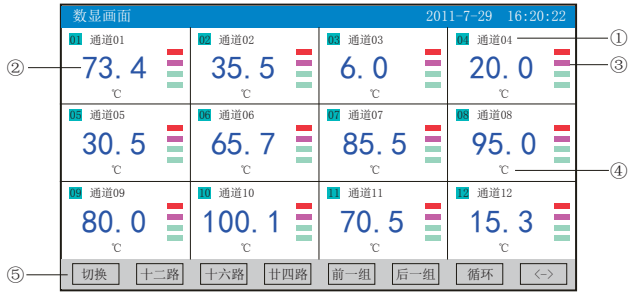 数显画面 2011-7-29 16:20:22
01 通道01 02 通道02 03 通道03 04 通道04 ①
② 73.4 35.5 6.0 20.0 ③
℃ ℃ ℃ ℃
05 通道05 06 通道06 07 通道07 08 通道08
30.5 65.7 85.5 95.0
℃ ℃ ℃ ℃ ④
09 通道09 10 通道10 11 通道11 12 通道12
80.0 100.1 70.5 15.3
℃ ℃ ℃ ℃
⑤ 切换 十二路 十六路 廿四路 前一组 后一组 循环 <->